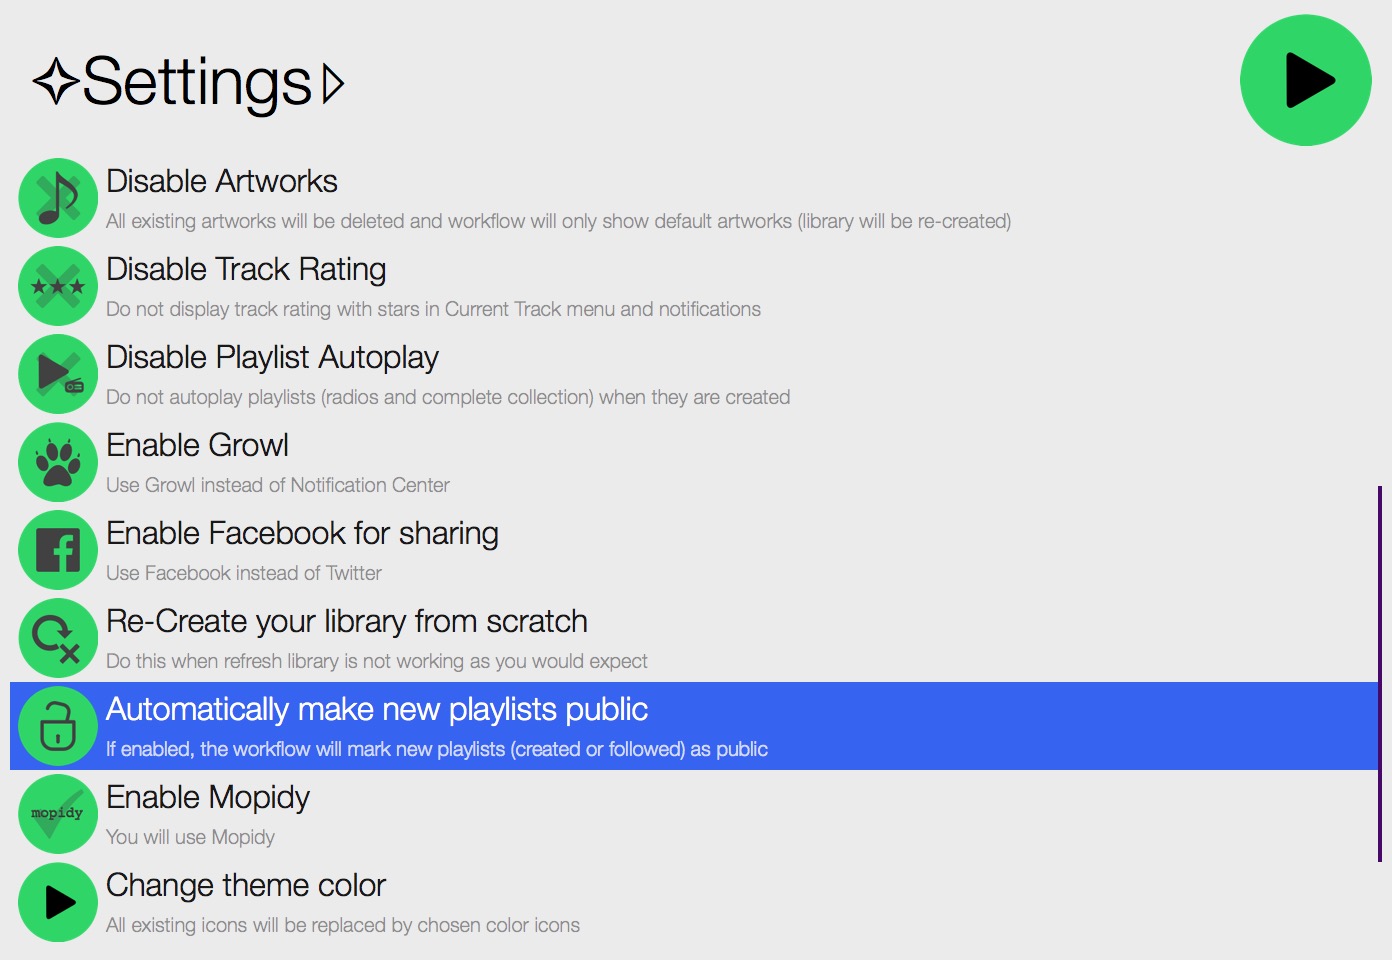 ✧Settings▹
Disable Artworks
All existing artworks will be deleted and workflow will only show default artworks (library will be re-created)
Disable Track Rating
Do not display track rating with stars in Current Track menu and notifications
Disable Playlist Autoplay
Do not autoplay playlists (radios and complete collection) when they are created
Enable Growl
Use Growl instead of Notification Center
Enable Facebook for sharing
Use Facebook instead of Twitter
Re-Create your library from scratch
Do this when refresh library is not working as you would expect
Automatically make new playlists public
If enabled, the workflow will mark new playlists (created or followed) as public
mopidy
Enable Mopidy
You will use Mopidy
Change theme color
All existing icons will be replaced by chosen color icons